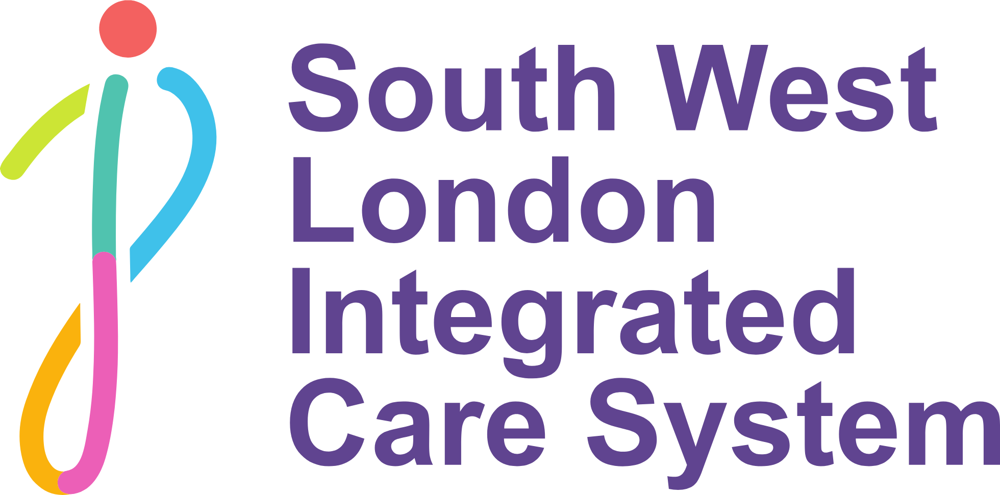 South West
London
Integrated
Care System